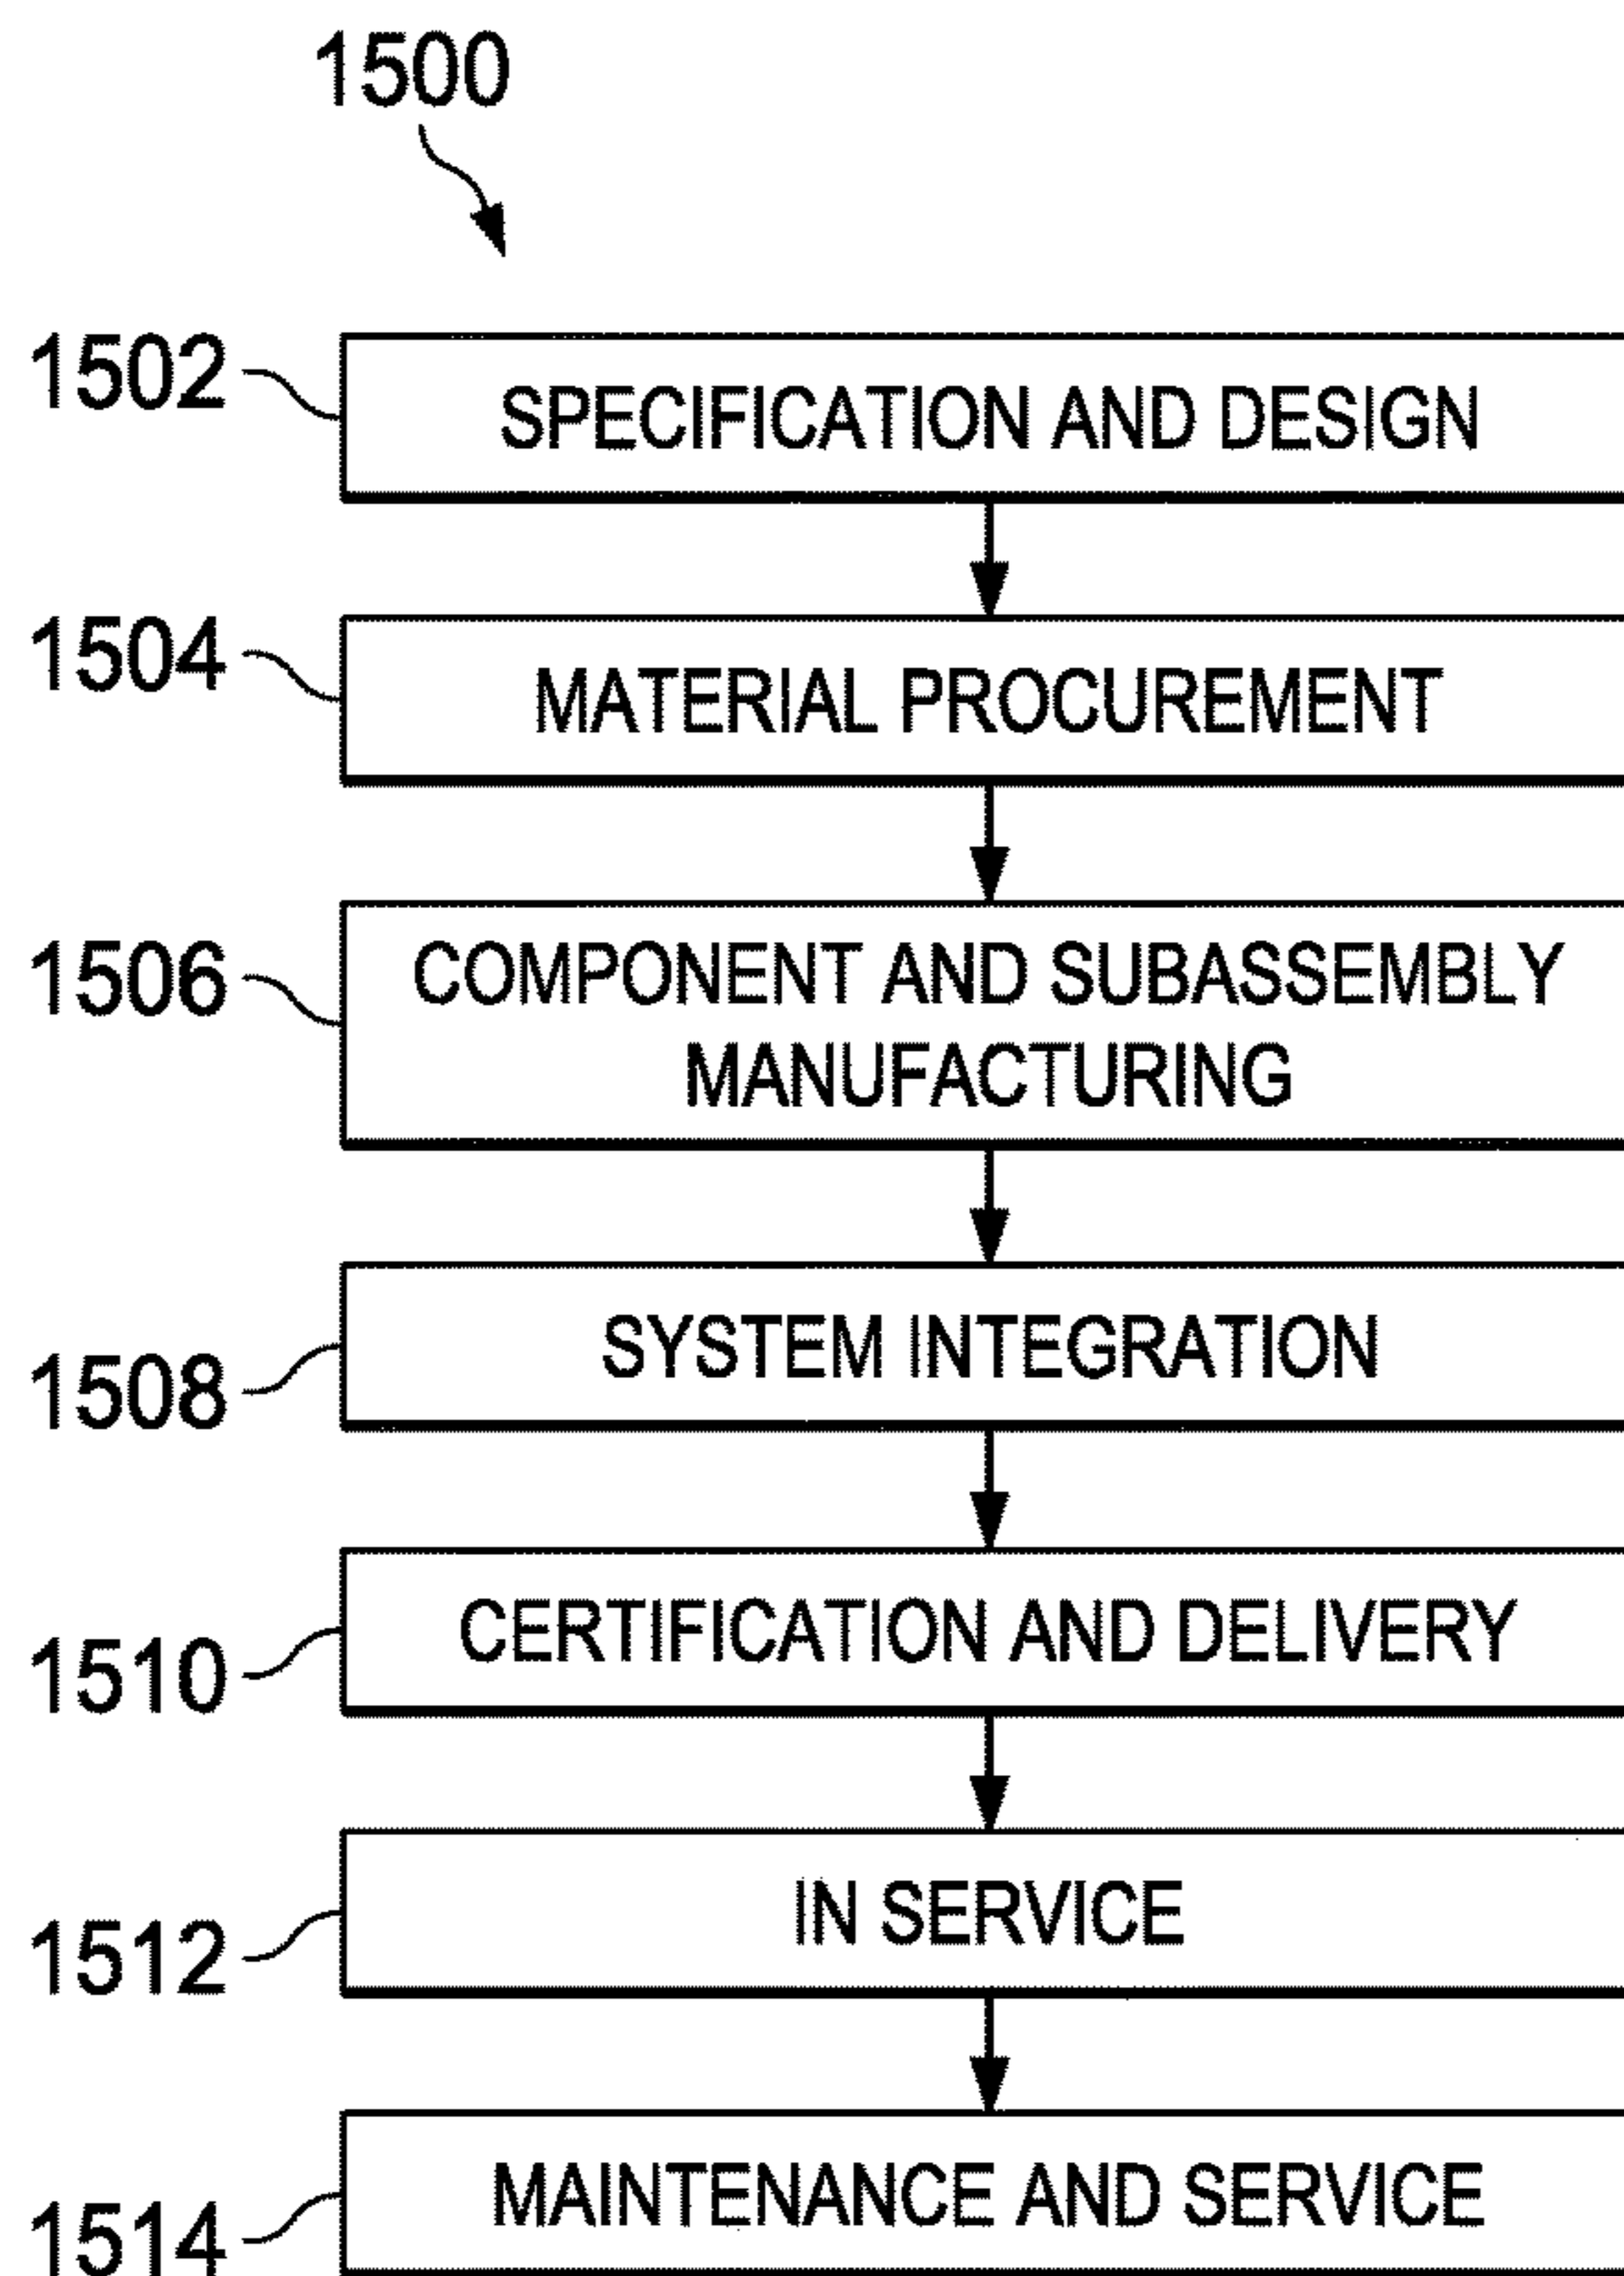 1500
1502
SPECIFICATION AND DESIGN
1504
MATERIAL PROCUREMENT
1506
COMPONENT AND SUBASSEMBLY
MANUFACTURING
1508
SYSTEM INTEGRATION
1510
CERTIFICATION AND DELIVERY
1512
IN SERVICE
1514
MAINTENANCE AND SERVICE